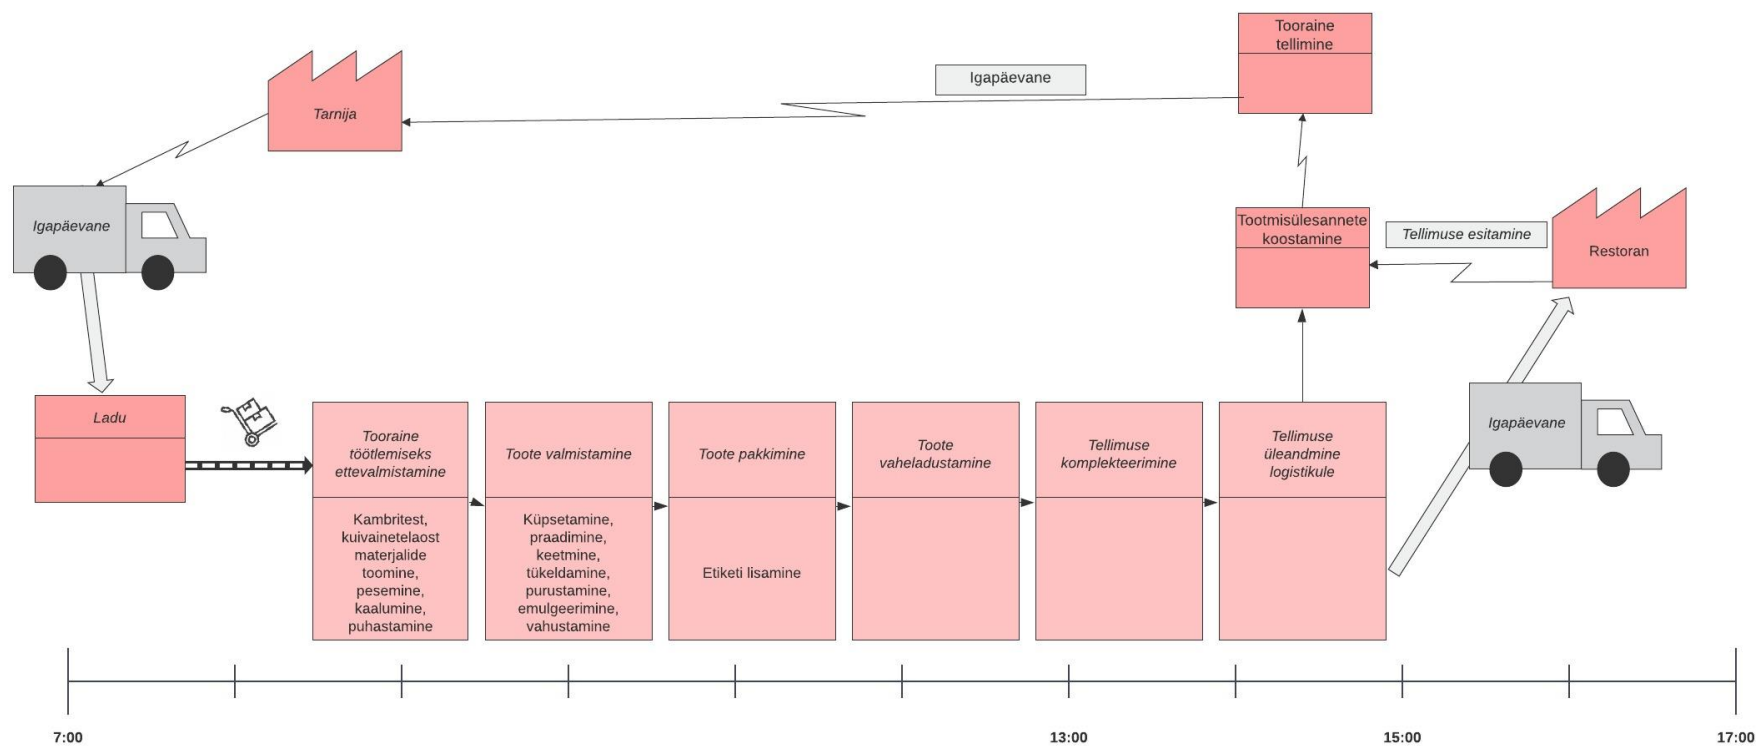 Tooraine
tellimine
Igapäevane
Tarnija
Igapäevane
Tootmisülesannete
koostamine
Tellimuse esitamine
Restoran
Ladu
Tooraine
töötlemiseks
ettevalmistamine
Kambritest,
kuivainetelaost
materjalide
toomine,
pesemine,
kaalumine,
puhastamine
Toote valmistamine
Küpsetamine,
praadimine,
keetmine,
tükeldamine,
purustamine,
emulgeerimine,
vahustamine
Toote pakkimine
Etiketi lisamine
Toote
vaheladustamine
Tellimuse
komplekteerimine
Tellimuse
üleandmine
logistikule
Igapäevane
7:00
13:00
15:00
17:00